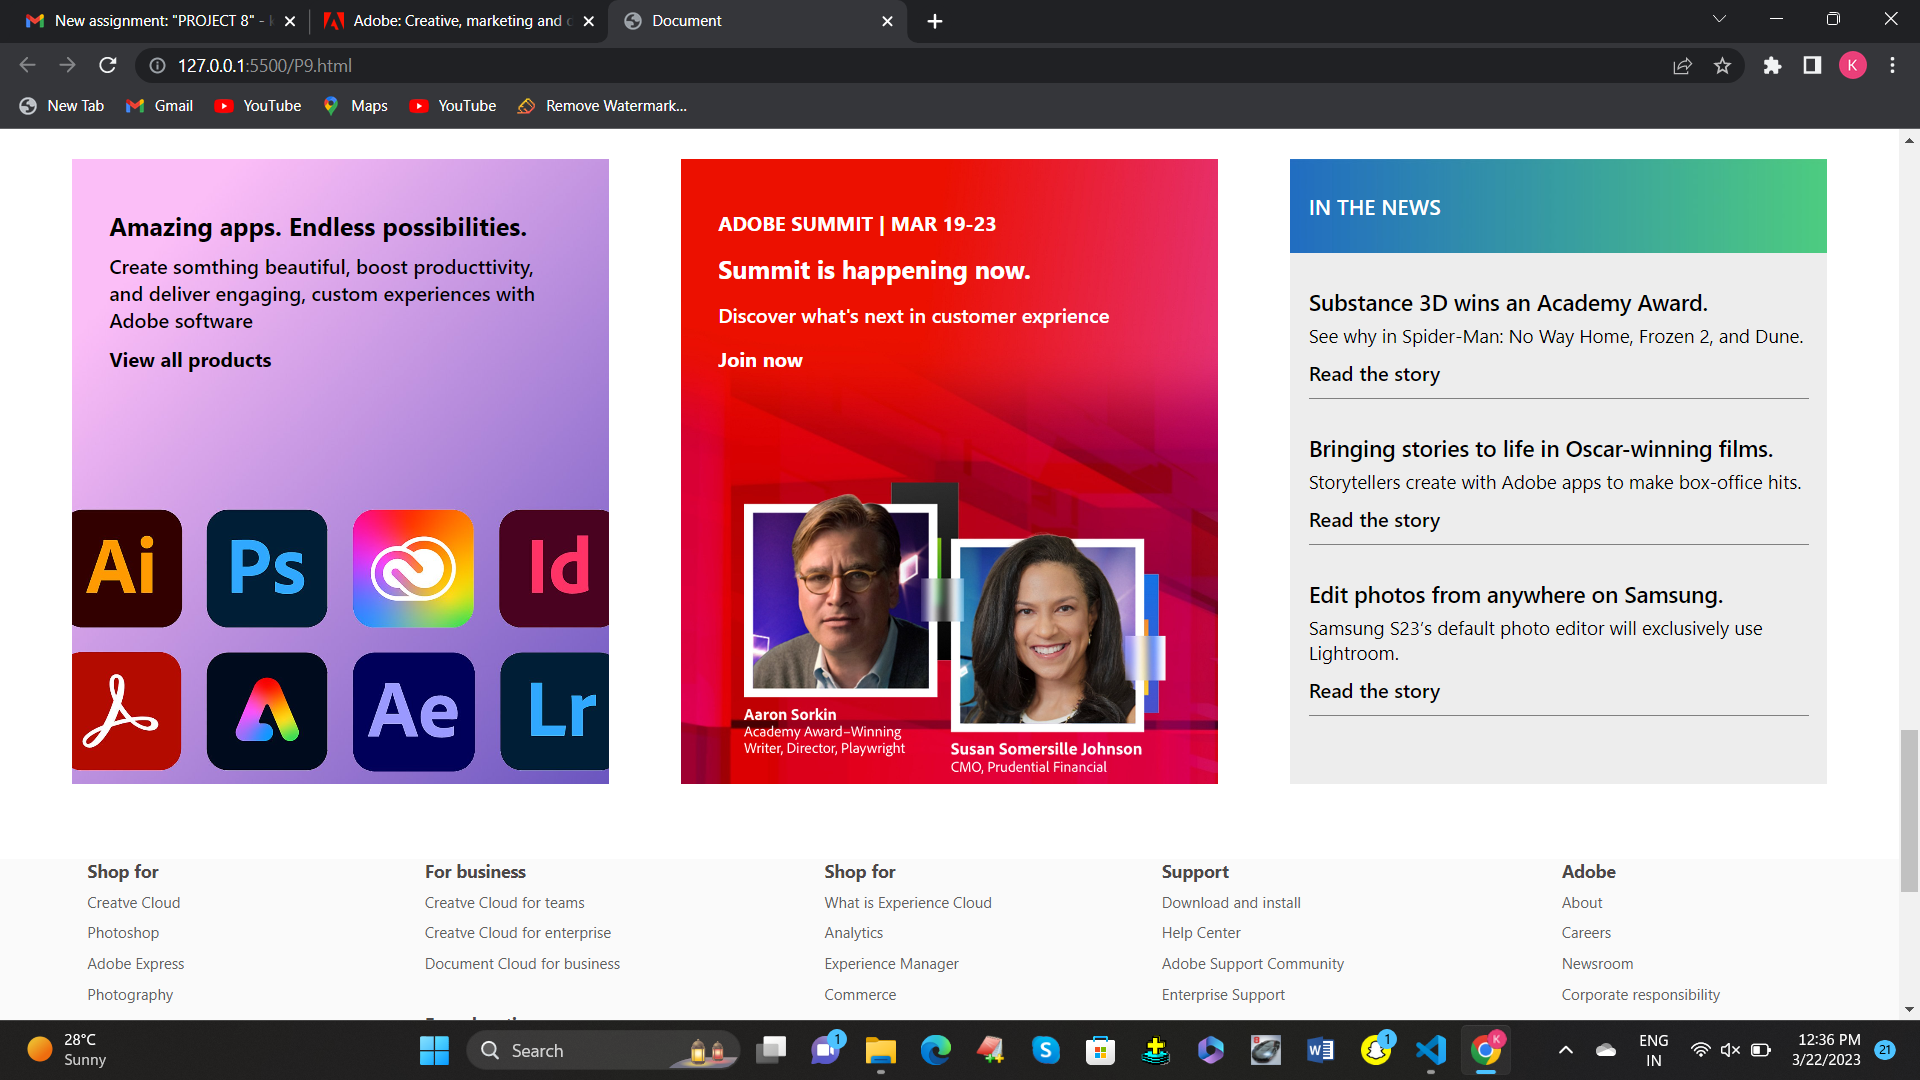 New assignment: "PROJECT 8" -
Adobe: Creative, marketing and
Document
127.0.0.1:5500/P9.html
K
New Tab
Gmail
YouTube
Maps
YouTube
Remove Watermark...
Amazing apps. Endless possibilities.
Create somthing beautiful, boost producttivity,
and deliver engaging, custom experiences with
Adobe software
View all products
Ai
Ps
Id
Ae
Lr
ADOBE SUMMIT | MAR 19-23
Summit is happening now.
Discover what's next in customer exprience
Join now
Aaron Sorkin
Academy Award–Winning
Writer, Director, Playwright
Susan Somersille Johnson
CMO, Prudential Financial
IN THE NEWS
Substance 3D wins an Academy Award.
See why in Spider-Man: No Way Home, Frozen 2, and Dune.
Read the story
Bringing stories to life in Oscar-winning films.
Storytellers create with Adobe apps to make box-office hits.
Read the story
Edit photos from anywhere on Samsung.
Samsung S23’s default photo editor will exclusively use
Lightroom.
Read the story
Shop for
Creatve Cloud
Photoshop
Adobe Express
Photography
For business
Creatve Cloud for teams
Creatve Cloud for enterprise
Document Cloud for business
Shop for
What is Experience Cloud
Analytics
Experience Manager
Commerce
Support
Download and install
Help Center
Adobe Support Community
Enterprise Support
Adobe
About
Careers
Newsroom
Corporate responsibility
28°C
Sunny
Search
1
S
W
1
K
ENG
IN
12:36 PM
3/22/2023
21